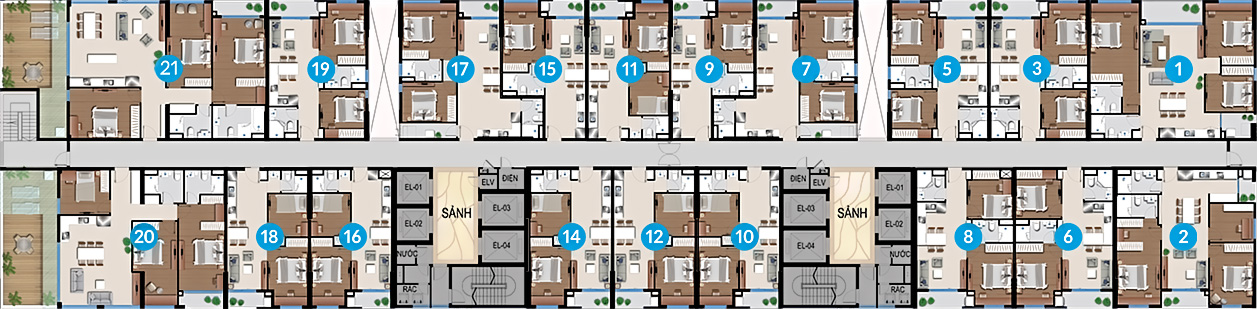 21
19
17
15
11
9
7
5
3
1
EL-01
EL-02
SẢNH
ELV
ĐIỆN
EL-03
EL-04
NƯỚC
RÁC
ĐIỆN
ELV
EL-03
EL-04
SẢNH
EL-01
EL-02
NƯỚC
RÁC
20
18
16
14
12
10
8
6
2